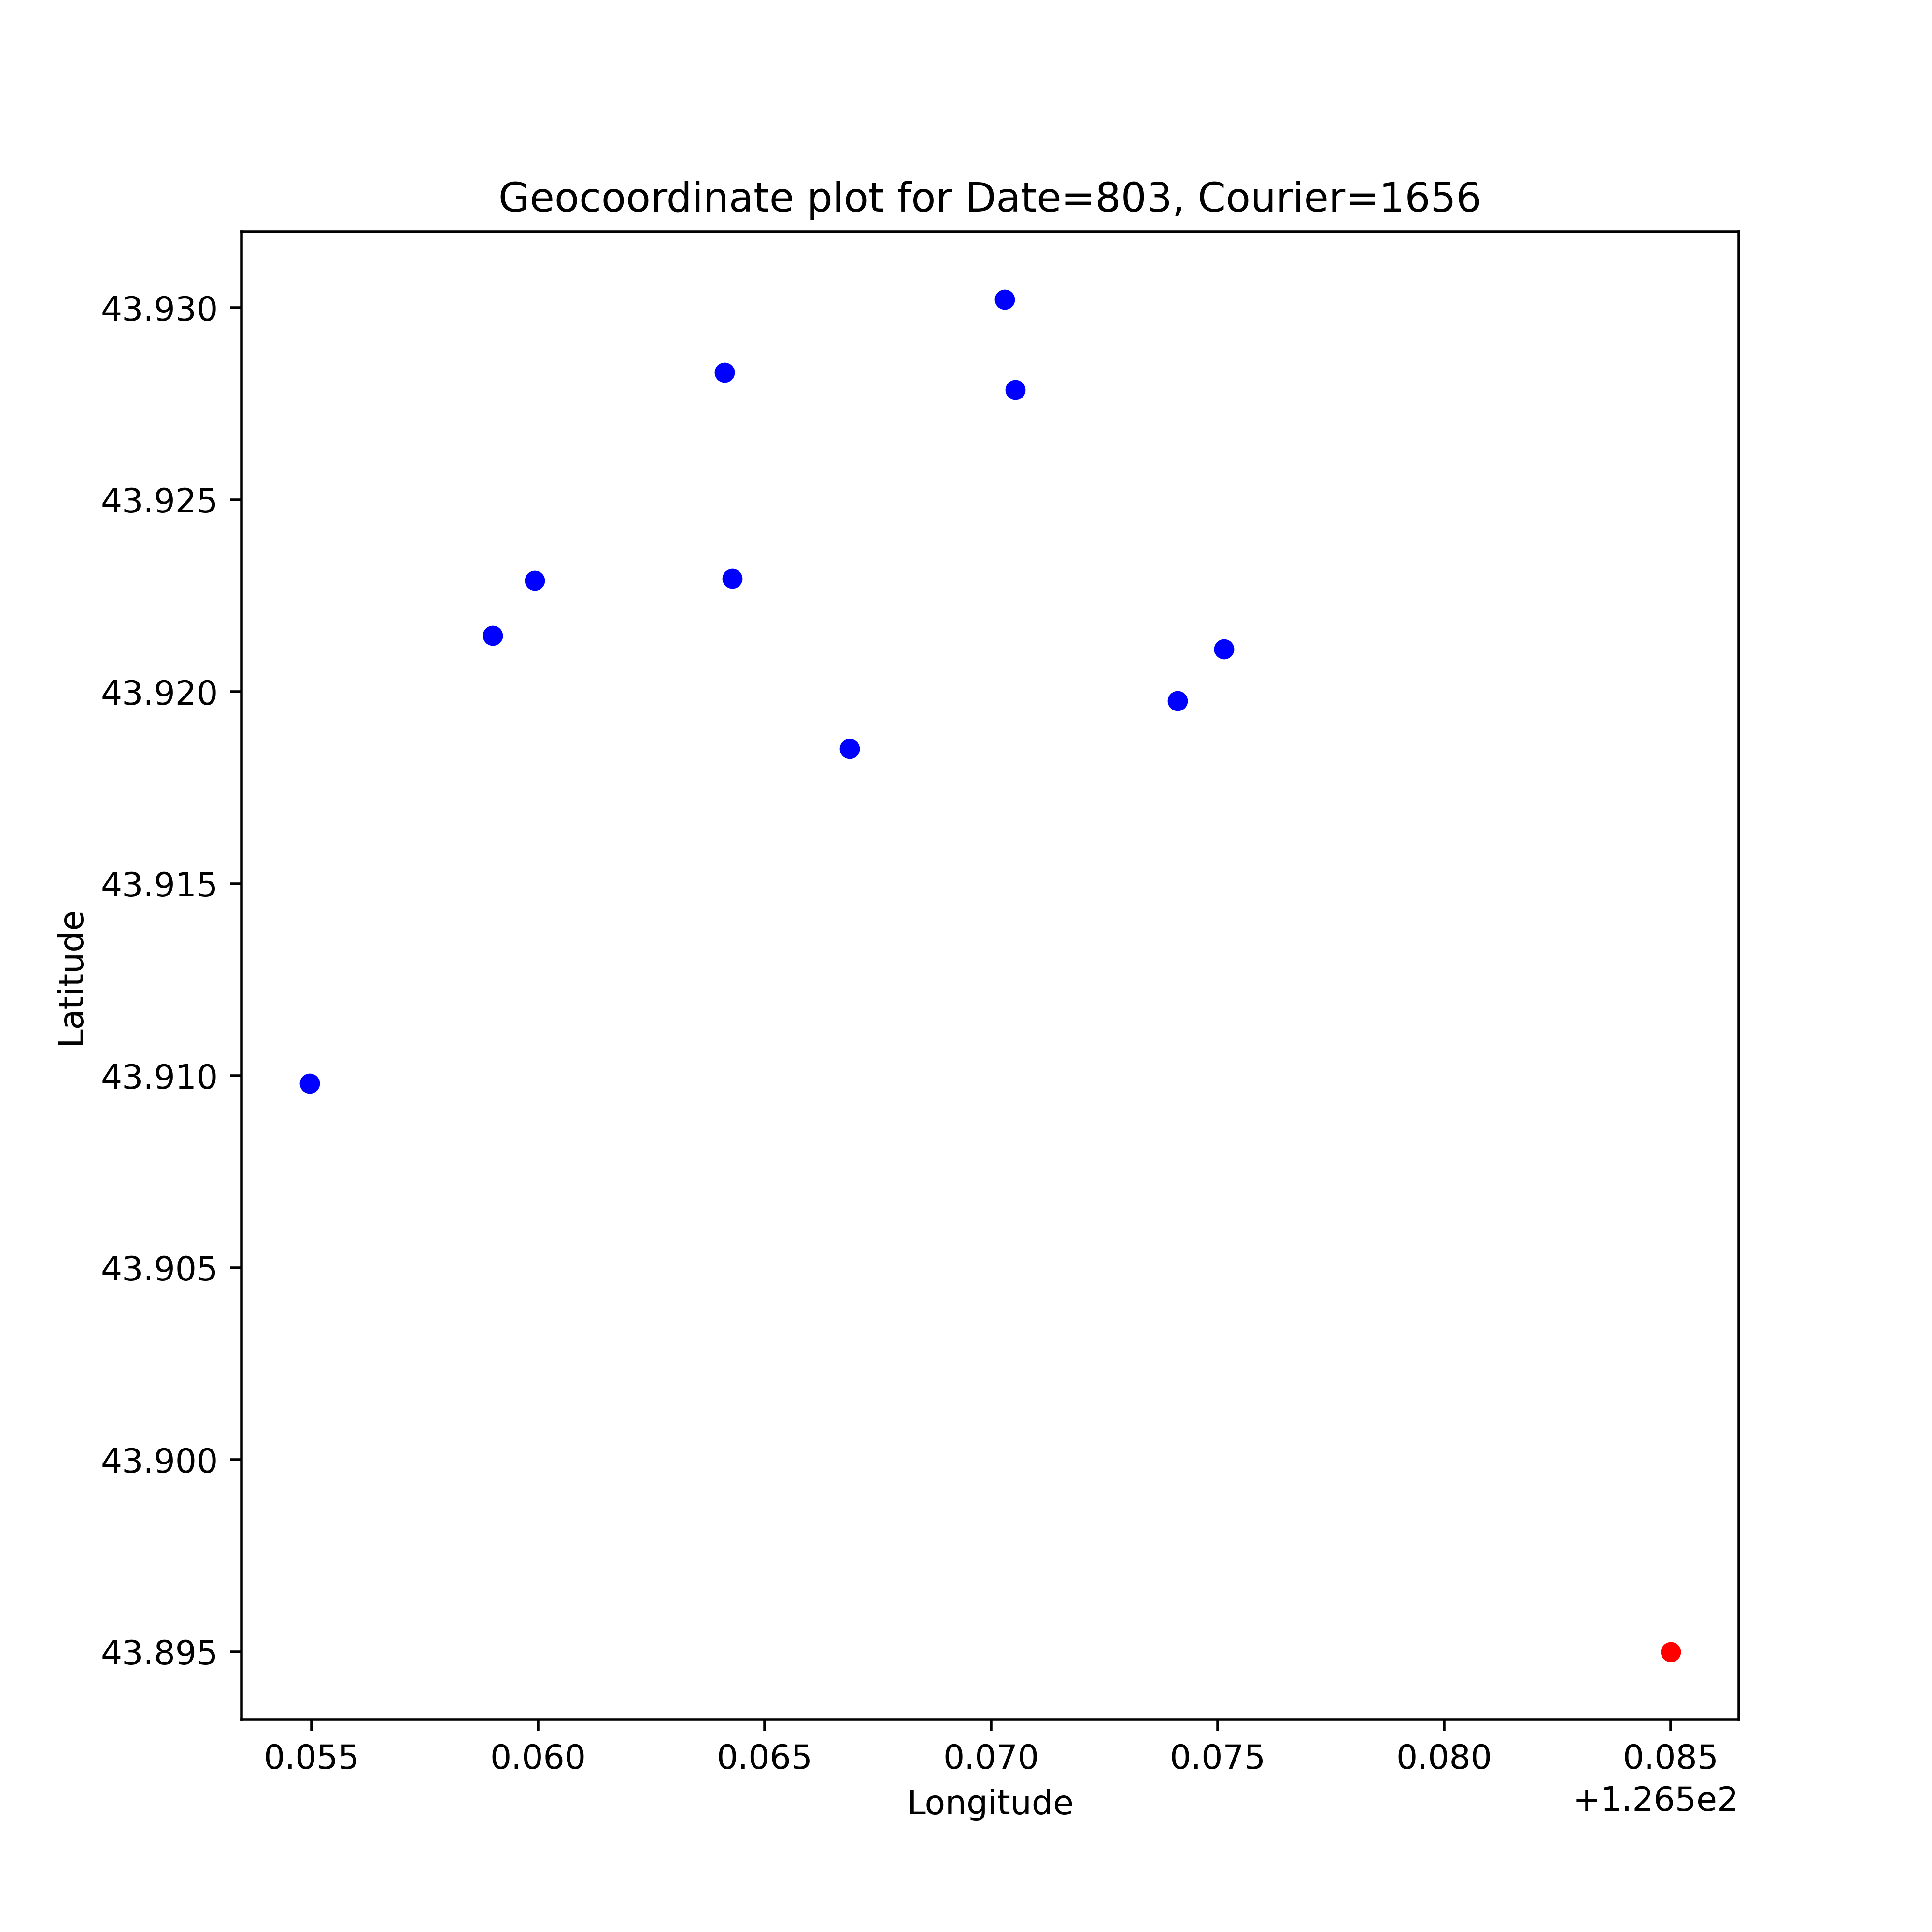 Geocoordinate plot for Date=803, Courier=1656
43.930
43.925
43.920
43.915
43.910
43.905
43.900
43.895
Latitude
0.055 0.060 0.065 0.070 0.075 0.080 0.085
+1.265e2
Longitude